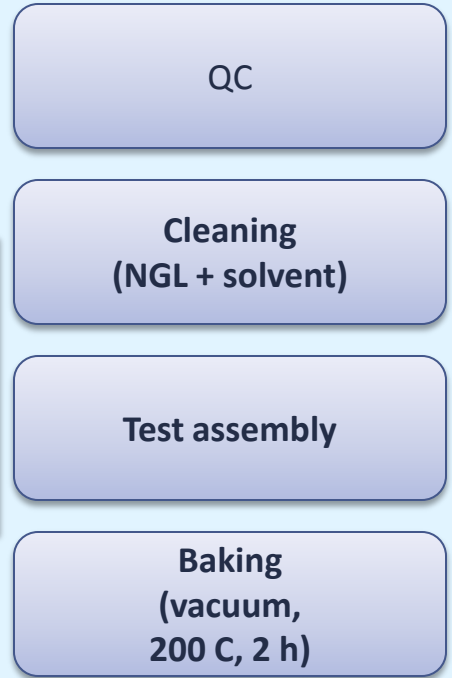 QC
Cleaning
(NGL + solvent)
Test assembly
Baking
(vacuum,
200 C, 2 h)